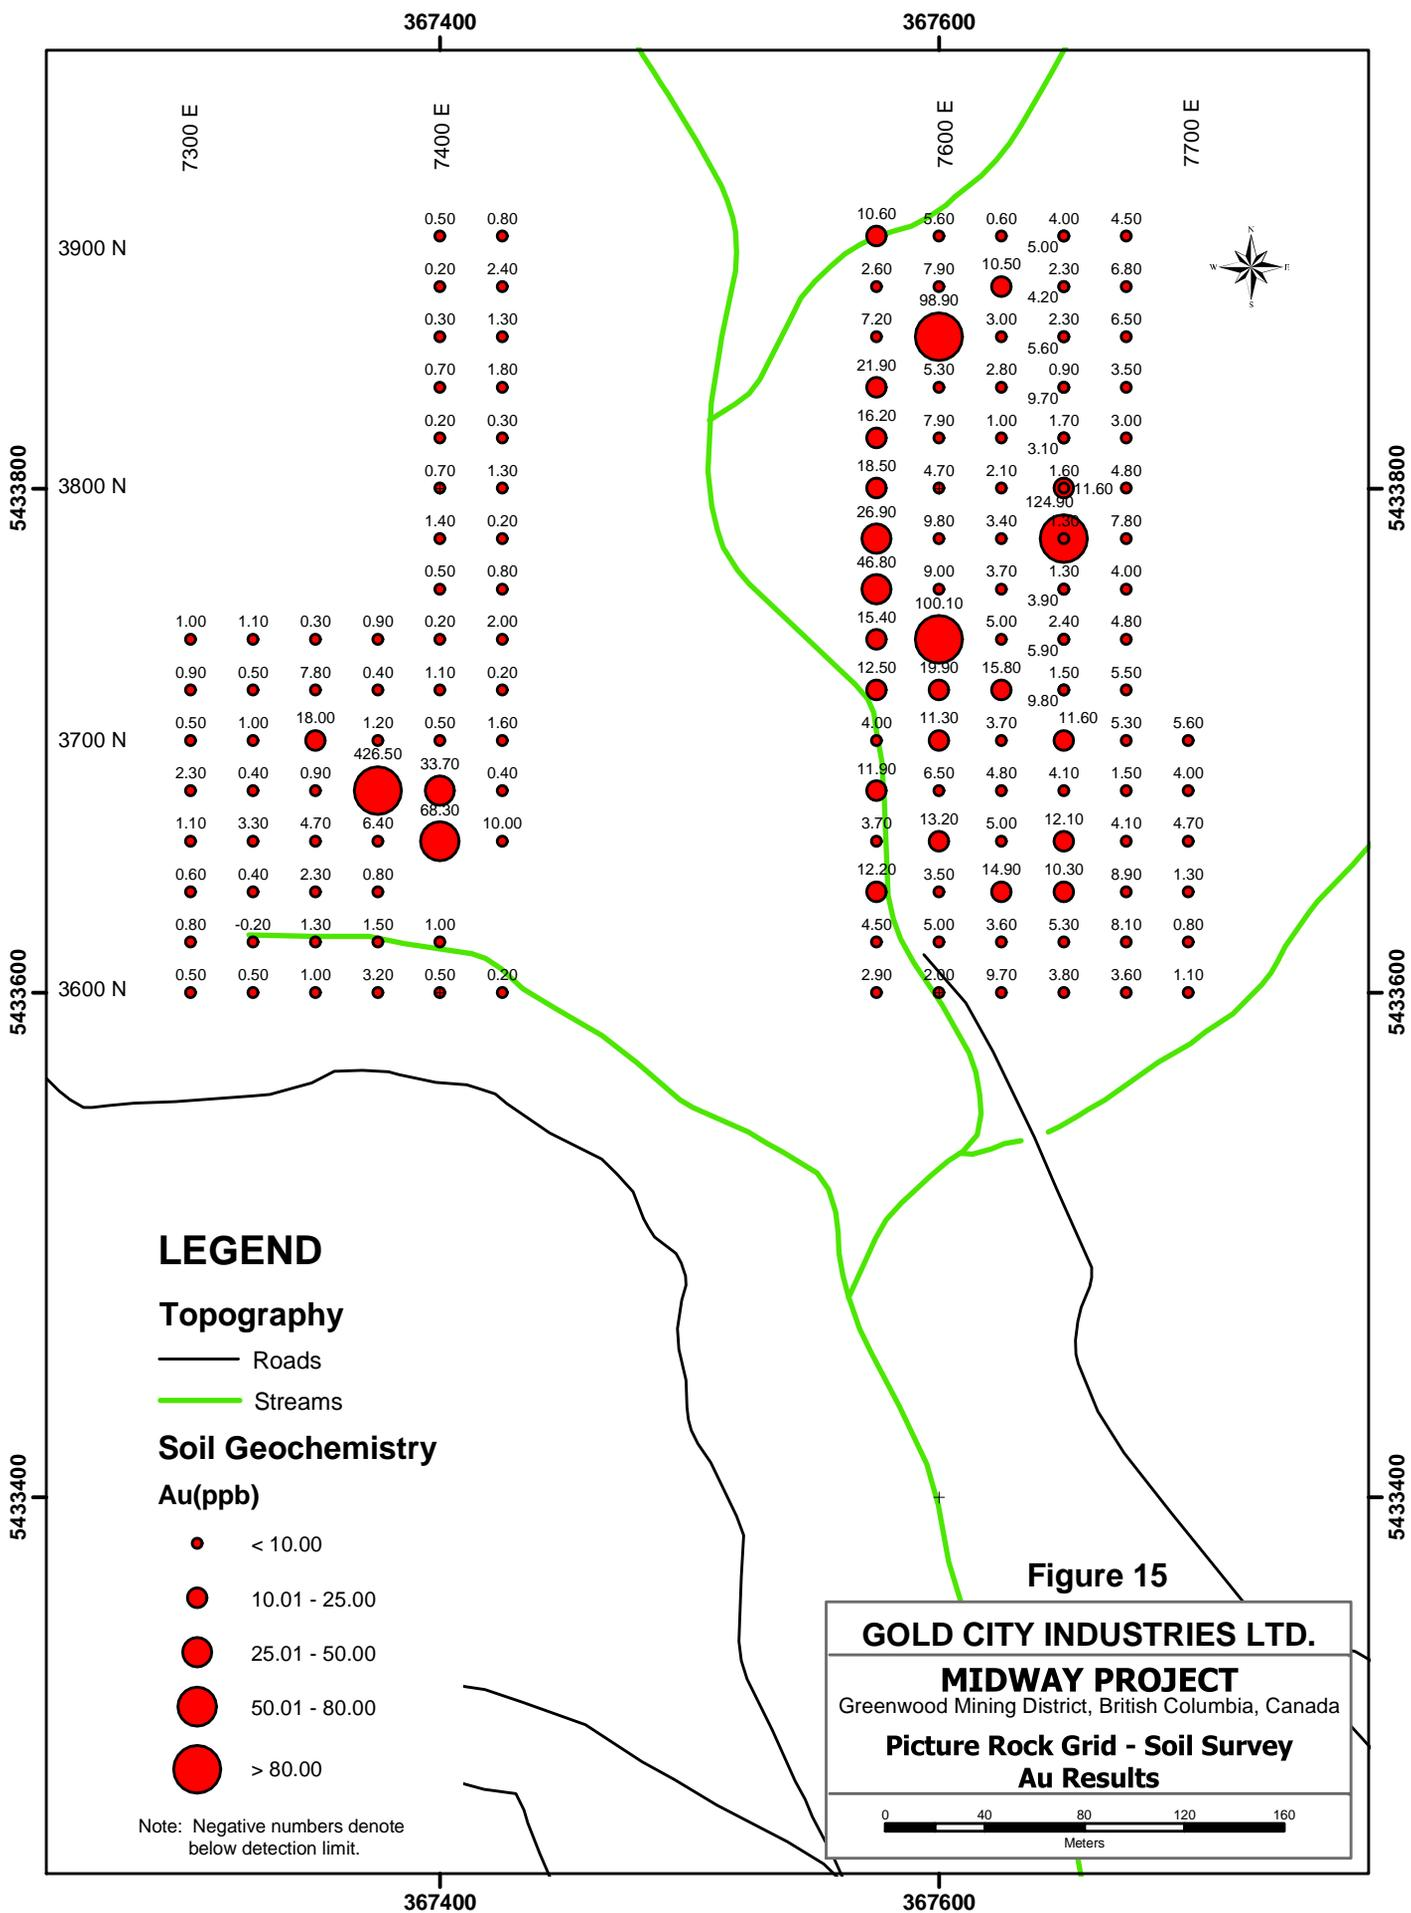 367400 367600
7300 E 7400 E 7600 E 7700 E
0.50 0.80 10.60 5.60 0.60 4.00 4.50
3900 N 5.00
N
W E
S
0.20 2.40 2.60 7.90 10.50 2.30 6.80
4.20
98.90
0.30 1.30 7.20 3.00 2.30 6.50
5.60
0.70 1.80 21.90 5.30 2.80 0.90 3.50
9.70
0.20 0.30 16.20 7.90 1.00 1.70 3.00
3.10
0.70 1.30 18.50 4.70 2.10 1.60 4.80
5433800 3800 N 11.60 5433800
124.90
1.40 0.20 26.90 9.80 3.40 1.30 7.80
0.50 0.80 46.80 9.00 3.70 1.30 4.00
3.90
100.10
1.00 1.10 0.30 0.90 0.20 2.00 15.40 5.00 2.40 4.80
5.90
0.90 0.50 7.80 0.40 1.10 0.20 12.50 19.90 15.80 1.50 5.50
9.80
0.50 1.00 18.00 1.20 0.50 1.60 4.00 11.30 3.70 11.60 5.30 5.60
3700 N
426.50 33.70
2.30 0.40 0.90 0.40 11.90 6.50 4.80 4.10 1.50 4.00
68.30
1.10 3.30 4.70 6.40 10.00 3.70 13.20 5.00 12.10 4.10 4.70
0.60 0.40 2.30 0.80 12.20 3.50 14.90 10.30 8.90 1.30
0.80 -0.20 1.30 1.50 1.00 4.50 5.00 3.60 5.30 8.10 0.80
0.50 0.50 1.00 3.20 0.50 0.20 2.90 2.00 9.70 3.80 3.60 1.10
5433600 3600 N 5433600
LEGEND
Topography
Roads
Streams
Soil Geochemistry
Au(ppb)
5433400 5433400
< 10.00
10.01 - 25.00
25.01 - 50.00
50.01 - 80.00
> 80.00
Note: Negative numbers denote
below detection limit.
Figure 15
GOLD CITY INDUSTRIES LTD.
MIDWAY PROJECT
Greenwood Mining District, British Columbia, Canada
Picture Rock Grid - Soil Survey
Au Results
0 40 80 120 160
Meters
367400 367600